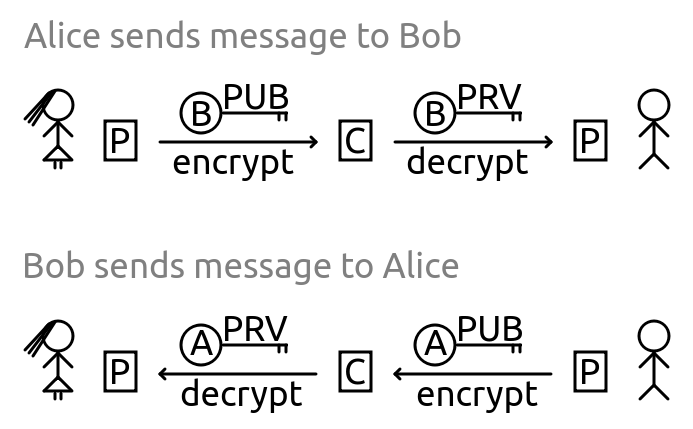 Alice sends message to Bob
B PUB B PRV
P C P
encrypt decrypt
Bob sends message to Alice
A PRV A PUB
P C P
decrypt encrypt